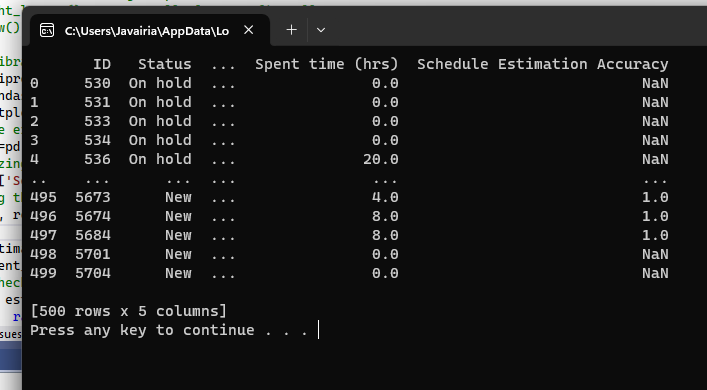 C:\Users\Javairia\AppData\Lo
ID Status ... Spent time (hrs) Schedule Estimation Accuracy
0 530 On hold ... 0.0 NaN
1 531 On hold ... 0.0 NaN
2 533 On hold ... 0.0 NaN
3 534 On hold ... 0.0 NaN
4 536 On hold ... 20.0 NaN
.. ... ... ... ... ...
495 5673 New ... 4.0 1.0
496 5674 New ... 8.0 1.0
497 5684 New ... 8.0 1.0
498 5701 New ... 0.0 NaN
499 5704 New ... 0.0 NaN
[500 rows x 5 columns]
Press any key to continue . . .